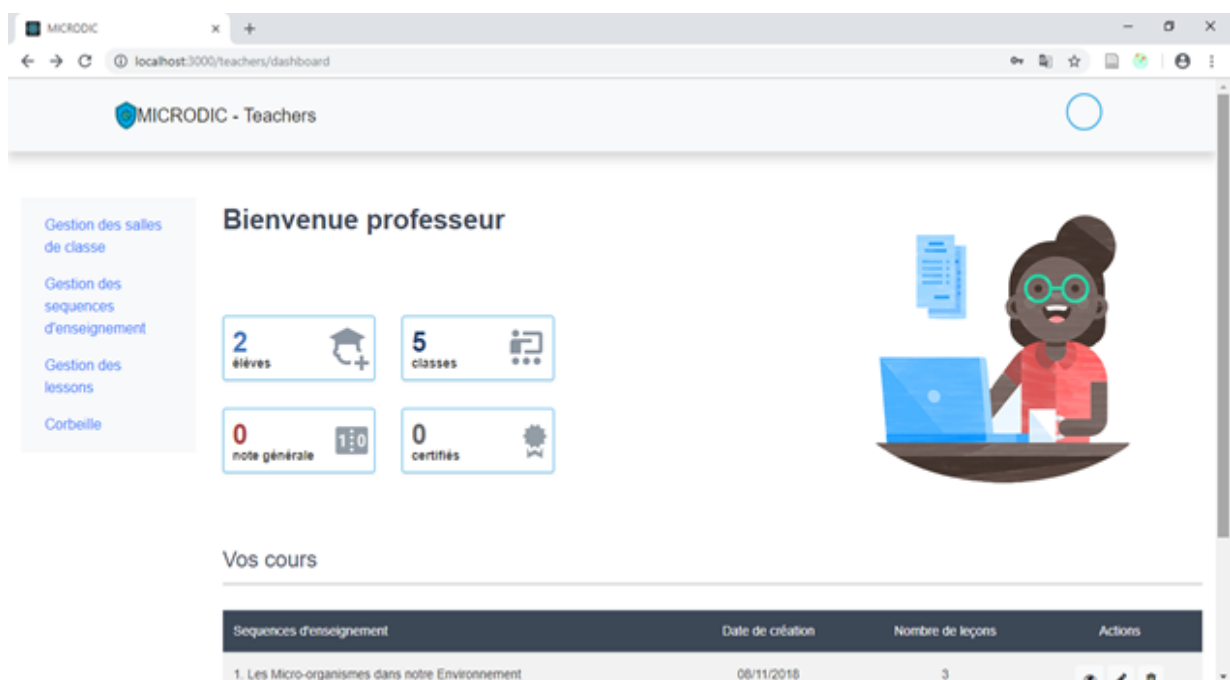 MICRODIC
localhost:3000/teachers/dashboard
MICRODIC - Teachers
Gestion des salles
de classe
Gestion des
sequences
d'enseignement
Gestion des
lessons
Corbeille
Bienvenue professeur
2
élèves
5
classes
0
note générale
1:0
0
certifiés
Vos cours
Sequences d'enseignement Date de création Nombre de leçons Actions
1. Les Micro-organismes dans notre Environnement 08/11/2018 3